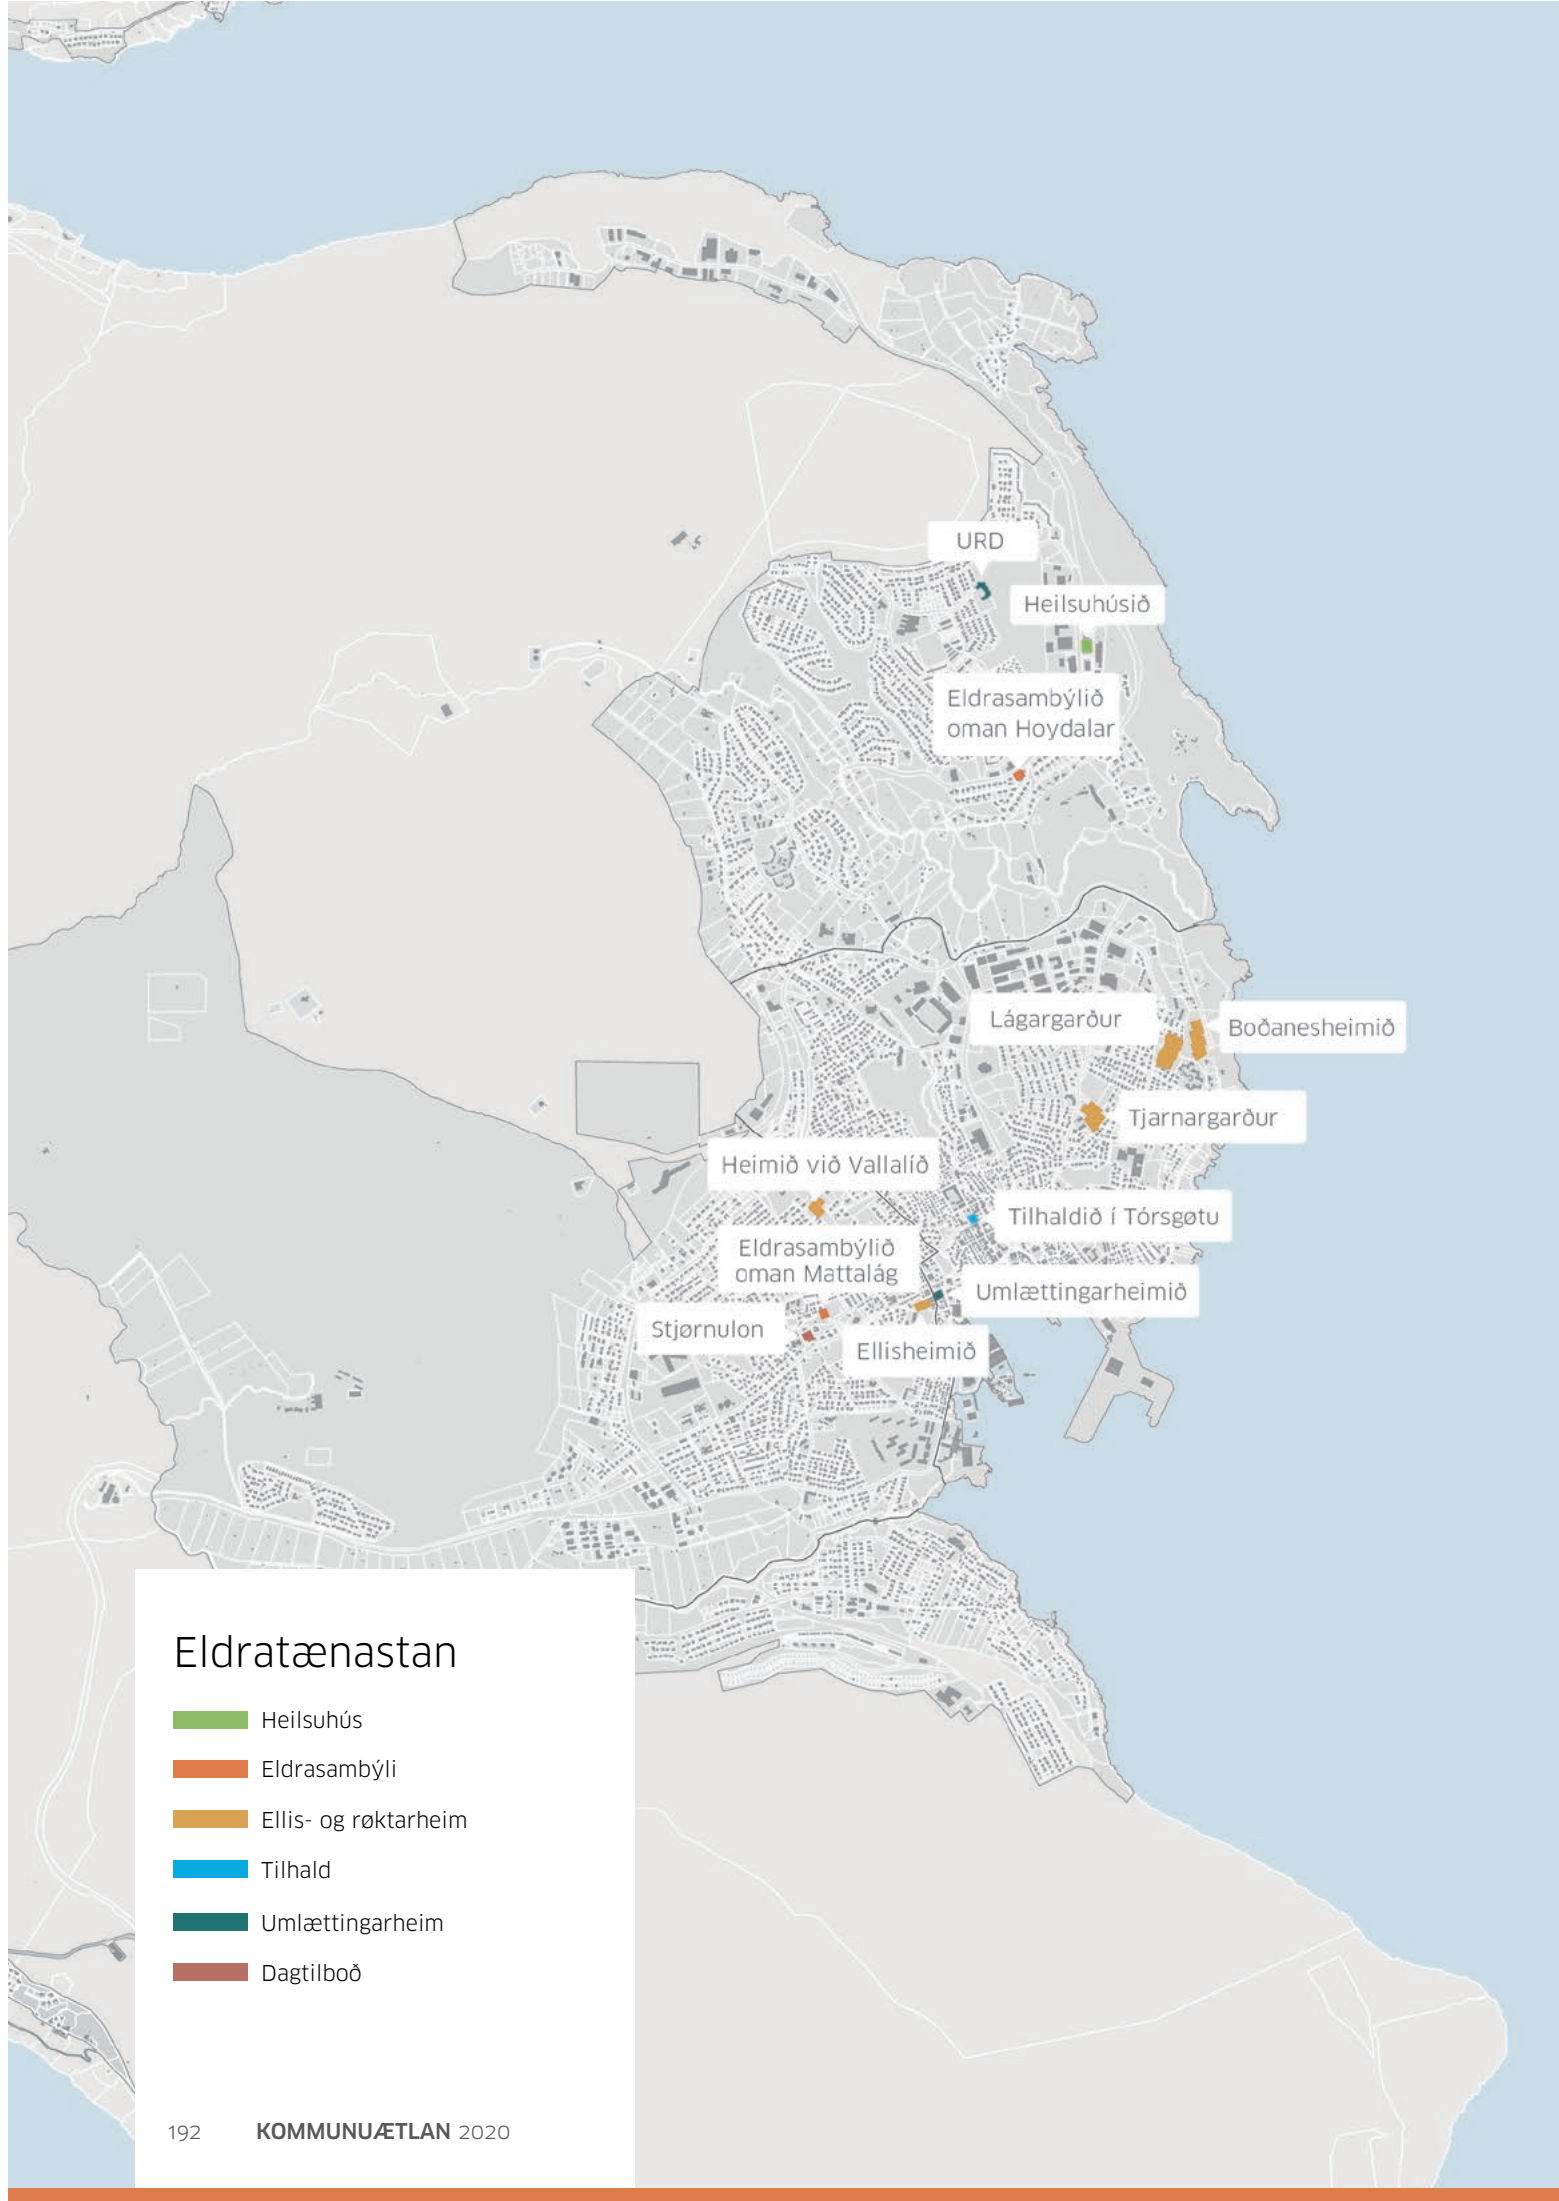 URD
Heilsuhúsið
Eldrasambýlið
oman Hoydalar
Lágargarður
Boðanesheimið
Tjarnargarður
Heimið við Vallalíð
Tilhaldið í Tórsgøtu
Eldrasambýlið
oman Mattalág
Umlættingarheimið
Stjørnulon
Ellisheimið
Eldratænastan
Heilsuhús
Eldrasambýli
Ellis- og røktarheim
Tilhald
Umlættingarheim
Dagtilboð
192 KOMMUNUÆTLAN 2020